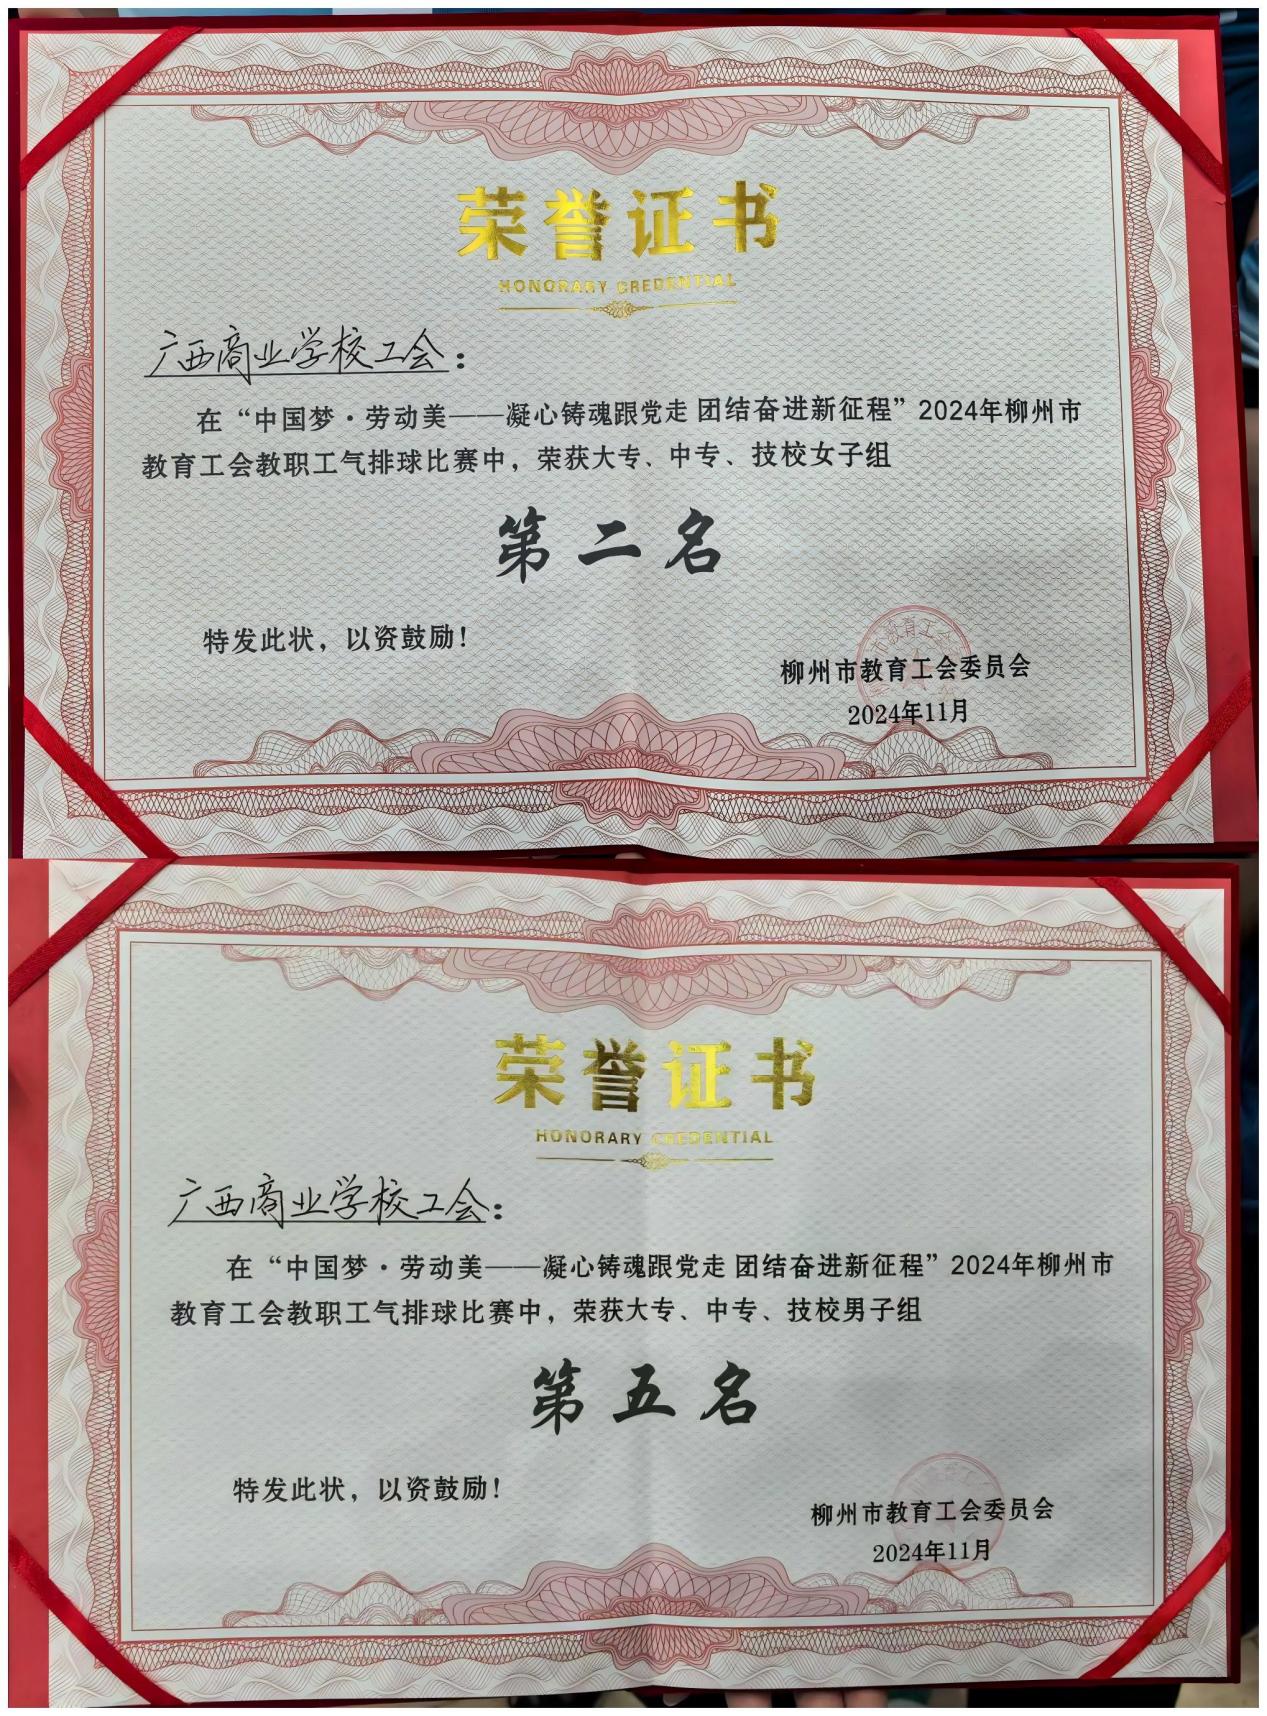 荣誉证书
HONORARY CREDENTIAL
广西商业学校工会：
在“中国梦·劳动美——凝心铸魂跟党走 团结奋进新征程”2024年柳州市
教育工会教职工气排球比赛中，荣获大专、中专、技校女子组
第二名
特发此状，以资鼓励！
柳州市教育工会委员会
2024年11月
荣誉证书
HONORARY CREDENTIAL
广西商业学校工会：
在“中国梦·劳动美——凝心铸魂跟党走 团结奋进新征程”2024年柳州市
教育工会教职工气排球比赛中，荣获大专、中专、技校男子组
第五名
特发此状，以资鼓励！
柳州市教育工会委员会
2024年11月